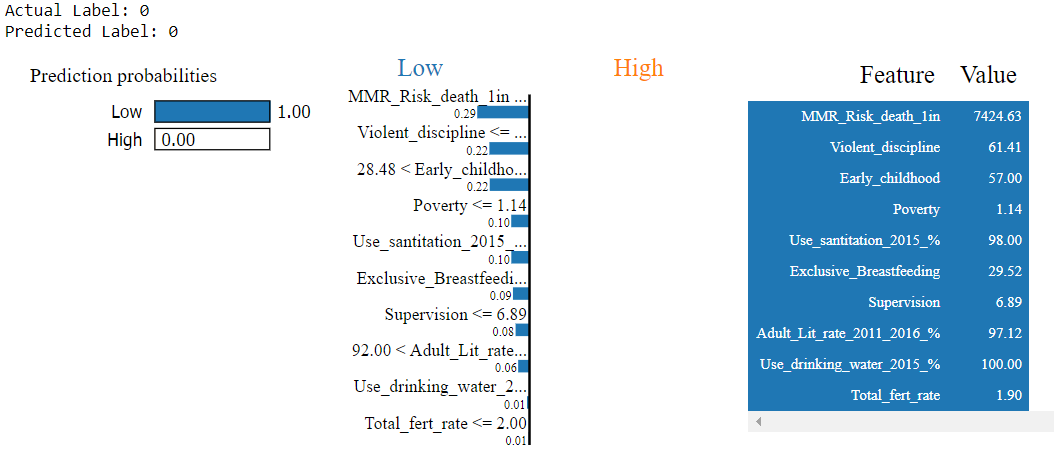 Actual Label: 0
Predicted Label: 0
Prediction probabilities
Low 1.00
High 0.00
Low High
MMR_Risk_death_1in ...
0.29
Violent_discipline <= ...
0.22
28.48 < Early_childho...
0.22
Poverty <= 1.14
0.10
Use_santitation_2015_...
0.10
Exclusive_Breastfeedi...
0.09
Supervision <= 6.89
0.08
92.00 < Adult_Lit_rate...
0.06
Use_drinking_water_2...
0.01
Total_fert_rate <= 2.00
0.01
Feature Value
MMR_Risk_death_1in 7424.63
Violent_discipline 61.41
Early_childhood 57.00
Poverty 1.14
Use_santitation_2015_% 98.00
Exclusive_Breastfeeding 29.52
Supervision 6.89
Adult_Lit_rate_2011_2016_% 97.12
Use_drinking_water_2015_% 100.00
Total_fert_rate 1.90